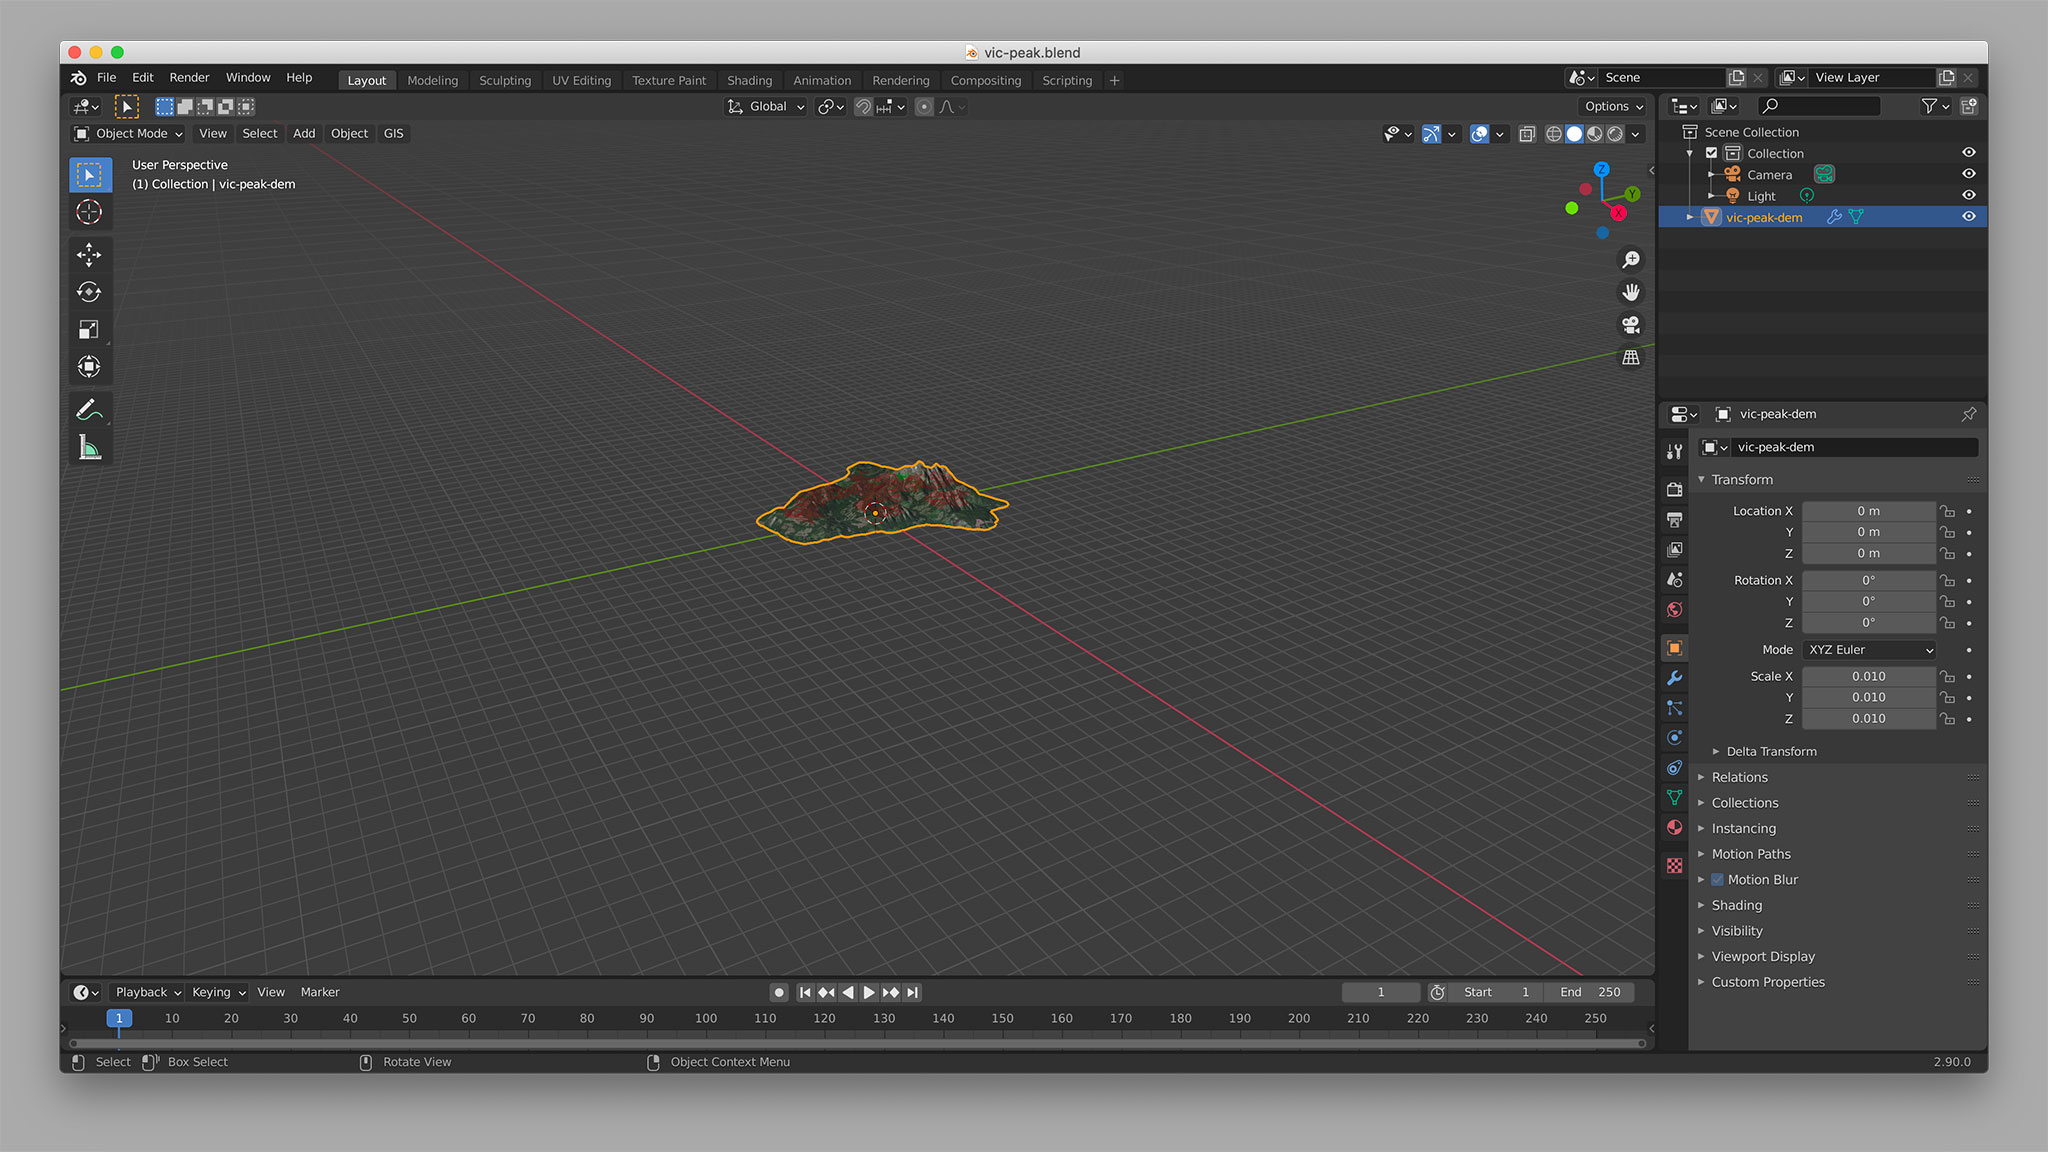 vic-peak.blend
File Edit Render Window Help Layout Modeling Sculpting UV Editing Texture Paint Shading Animation Rendering Compositing Scripting + Scene View Layer
Global Options
Object Mode View Select Add Object GIS
User Perspective
(1) Collection | vic-peak-dem
Z
Y
X
Scene Collection
Collection
Camera
Light
vic-peak-dem
vic-peak-dem
vic-peak-dem
Transform
Location X 0 m
Y 0 m
Z 0 m
Rotation X 0°
Y 0°
Z 0°
Mode XYZ Euler
Scale X 0.010
Y 0.010
Z 0.010
Delta Transform
Relations
Collections
Instancing
Motion Paths
Motion Blur
Shading
Visibility
Viewport Display
Custom Properties
Playback Keying View Marker 1 Start 1 End 250
1 10 20 30 40 50 60 70 80 90 100 110 120 130 140 150 160 170 180 190 200 210 220 230 240 250
Select Box Select Rotate View Object Context Menu 2.90.0